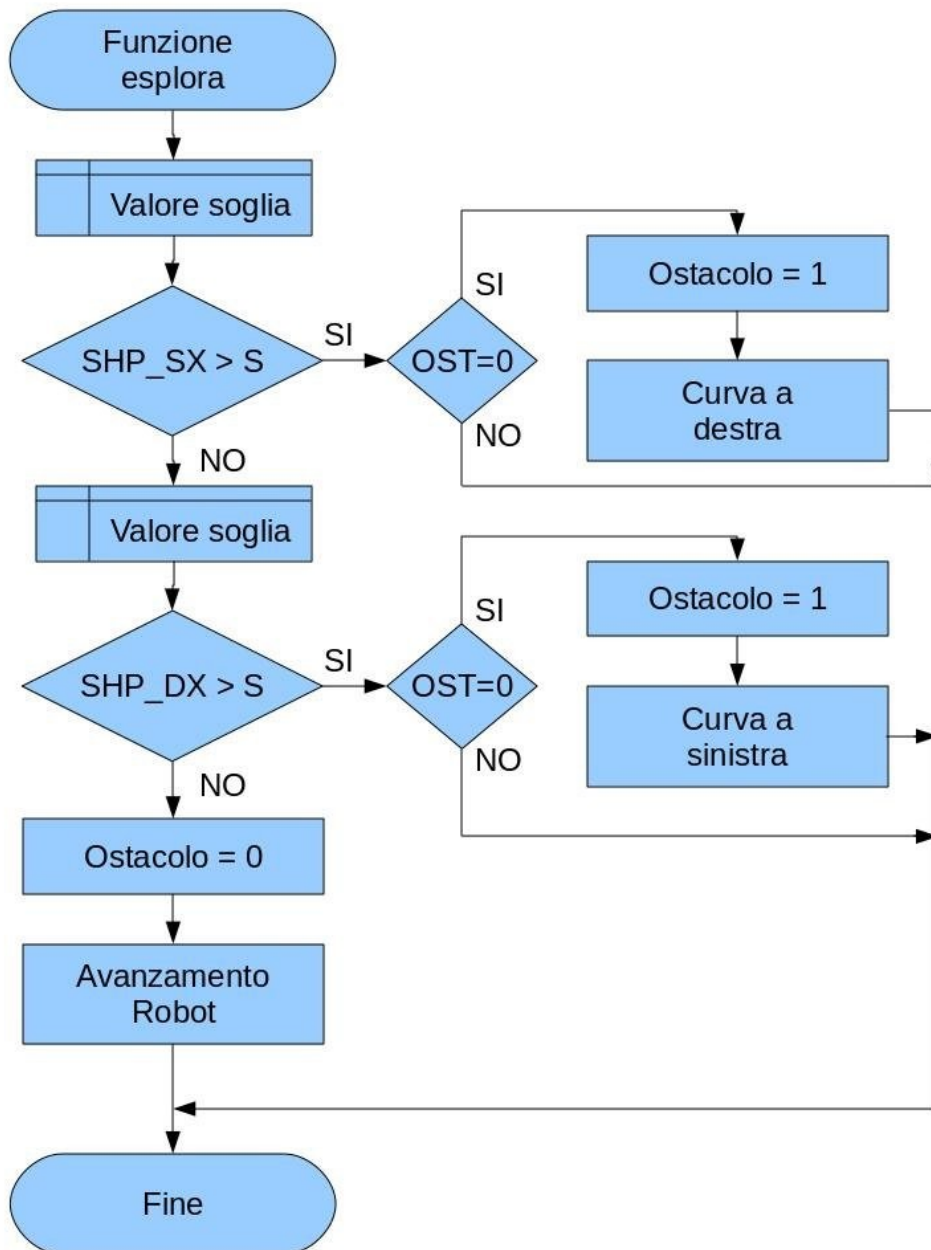 Funzione
esplora
Valore soglia
SHP_SX > S
SI
NO
OST=0
SI
NO
Ostacolo = 1
Curva a
destra
Valore soglia
SHP_DX > S
SI
NO
OST=0
SI
NO
Ostacolo = 1
Curva a
sinistra
Ostacolo = 0
Avanzamento
Robot
Fine